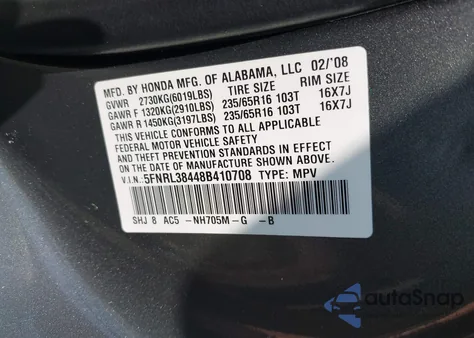 MFD. BY HONDA MFG. OF ALABAMA, LLC 02/'08
GVWR 2730KG(6019LBS) TIRE SIZE RIM SIZE
GAWR F 1320KG(2910LBS) 235/65R16 103T 16X7J
GAWR R 1450KG(3197LBS) 235/65R16 103T 16X7J
THIS VEHICLE CONFORMS TO ALL APPLICABLE
FEDERAL MOTOR VEHICLE SAFETY STANDARDS IN EFFECT
ON THE DATE OF MANUFACTURE SHOWN ABOVE.
V.I.N.: 5FNRL38448B410708 TYPE: MPV
SHJ 8 AC5 -NH705M-G -B
autoSnap